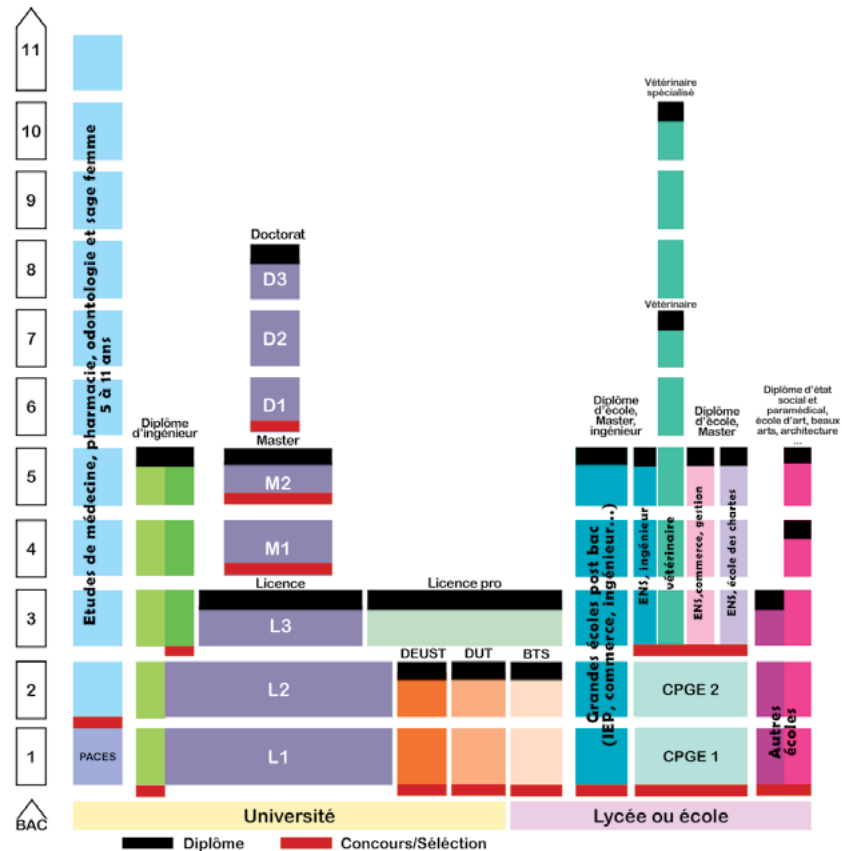 11
10
9
8
7
6
5
4
3
2
1
BAC
Etudes de médecine, pharmacie, odontologie et sage femme
5 à 11 ans
PACES
Diplôme
d'ingénieur
Doctorat
D3
D2
D1
Master
M2
M1
Licence
L3
L2
L1
Licence pro
DEUST
DUT
BTS
Diplôme
d'école,
Master,
ingénieur
Grandes écoles post bac
(IEP, commerce, ingénieur...)
Vétérinaire
spécialisé
Vétérinaire
Diplôme
d'école,
Master
ENS, ingénieur
vétérinaire
ENS,commerce, gestion
ENS, école des chartes
CPGE 2
CPGE 1
Diplôme d'état
social et
paramédical,
école d'art, beaux
arts, architecture
...
Autres
écoles
Université
Lycée ou école
Diplôme
Concours/Séléction